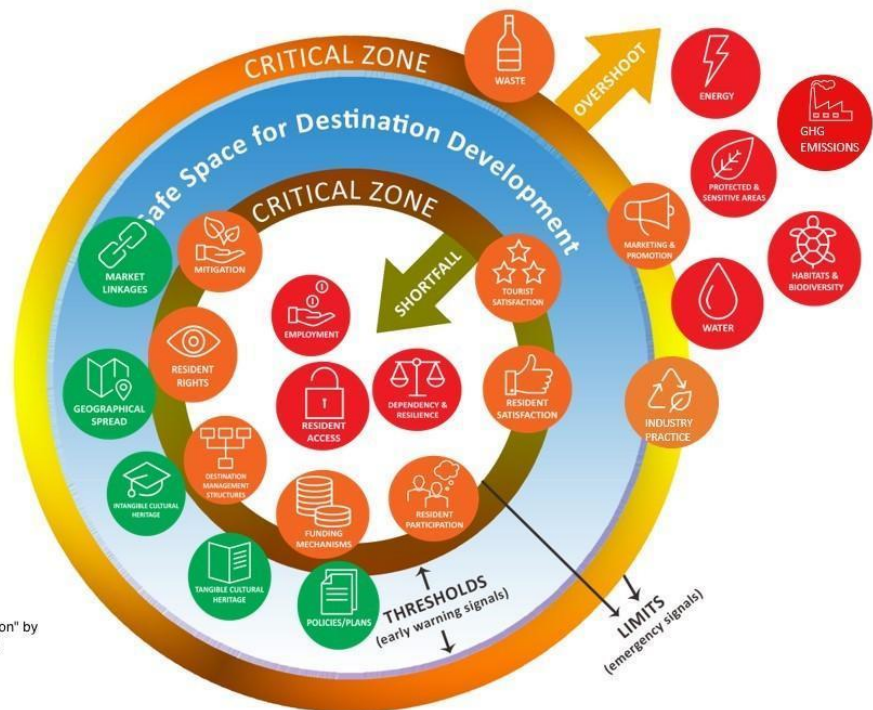 CRITICAL ZONE
Safe Space for Destination Development
CRITICAL ZONE
OVERSHOOT
SHORTFALL
WASTE
ENERGY
GHG
EMISSIONS
PROTECTED &
SENSITIVE AREAS
MARKETING &
PROMOTION
HABITATS &
BIODIVERSITY
WATER
INDUSTRY
PRACTICE
MARKET
LINKAGES
MITIGATION
TOURIST
SATISFACTION
EMPLOYMENT
RESIDENT
RIGHTS
GEOGRAPHICAL
SPREAD
RESIDENT
ACCESS
DEPENDENCY &
RESILIENCE
RESIDENT
SATISFACTION
DESTINATION
MANAGEMENT
STRUCTURES
INTANGIBLE CULTURAL
HERITAGE
FUNDING
MECHANISMS
RESIDENT
PARTICIPATION
TANGIBLE CULTURAL
HERITAGE
POLICIES/PLANS
THRESHOLDS
(early warning signals)
LIMITS
(emergency signals)
on" by